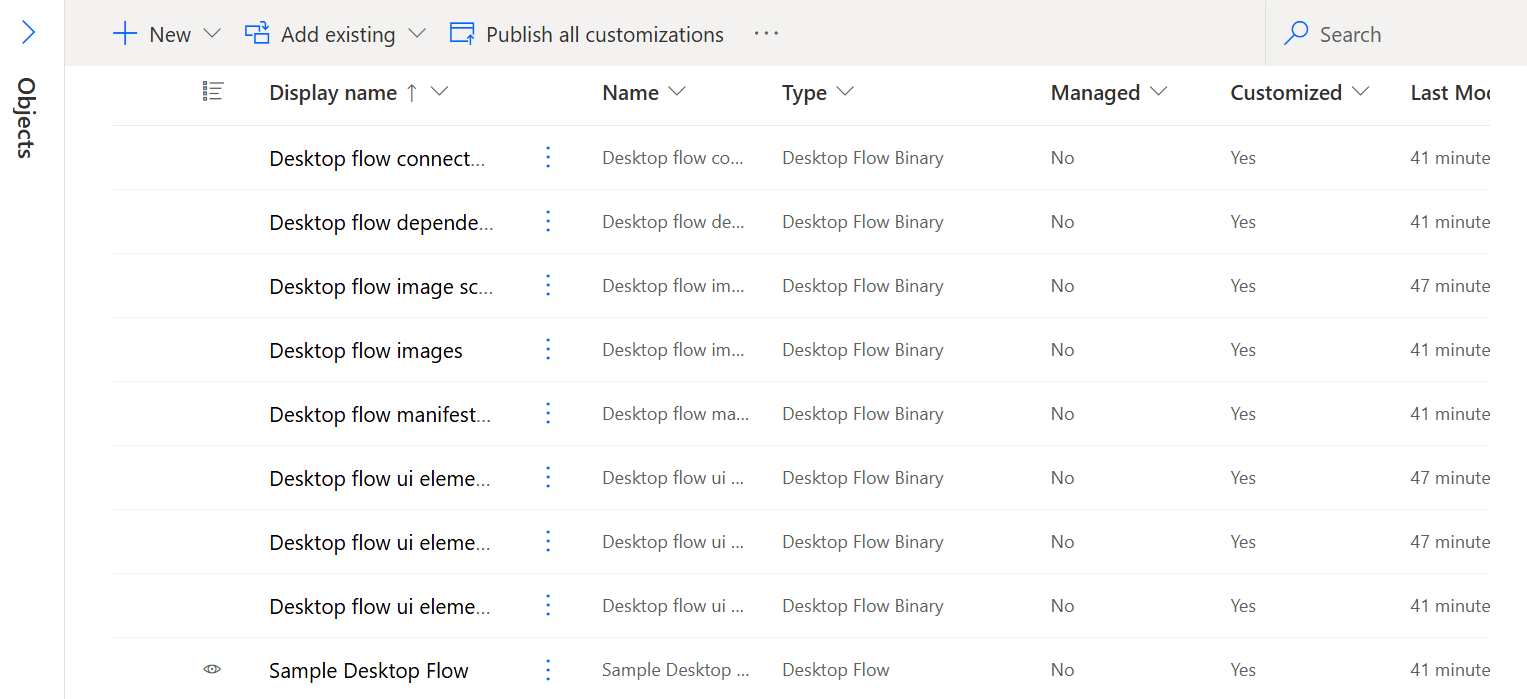 New Add existing Publish all customizations ... Search
Objects
Display name ↑ Name Type Managed Customized Last Moc
Desktop flow connect... Desktop flow co... Desktop Flow Binary No Yes 41 minute
Desktop flow depende... Desktop flow de... Desktop Flow Binary No Yes 41 minute
Desktop flow image sc... Desktop flow im... Desktop Flow Binary No Yes 47 minute
Desktop flow images Desktop flow im... Desktop Flow Binary No Yes 41 minute
Desktop flow manifest... Desktop flow ma... Desktop Flow Binary No Yes 41 minute
Desktop flow ui eleme... Desktop flow ui ... Desktop Flow Binary No Yes 47 minute
Desktop flow ui eleme... Desktop flow ui ... Desktop Flow Binary No Yes 47 minute
Desktop flow ui eleme... Desktop flow ui ... Desktop Flow Binary No Yes 41 minute
Sample Desktop Flow Sample Desktop ... Desktop Flow No Yes 41 minute